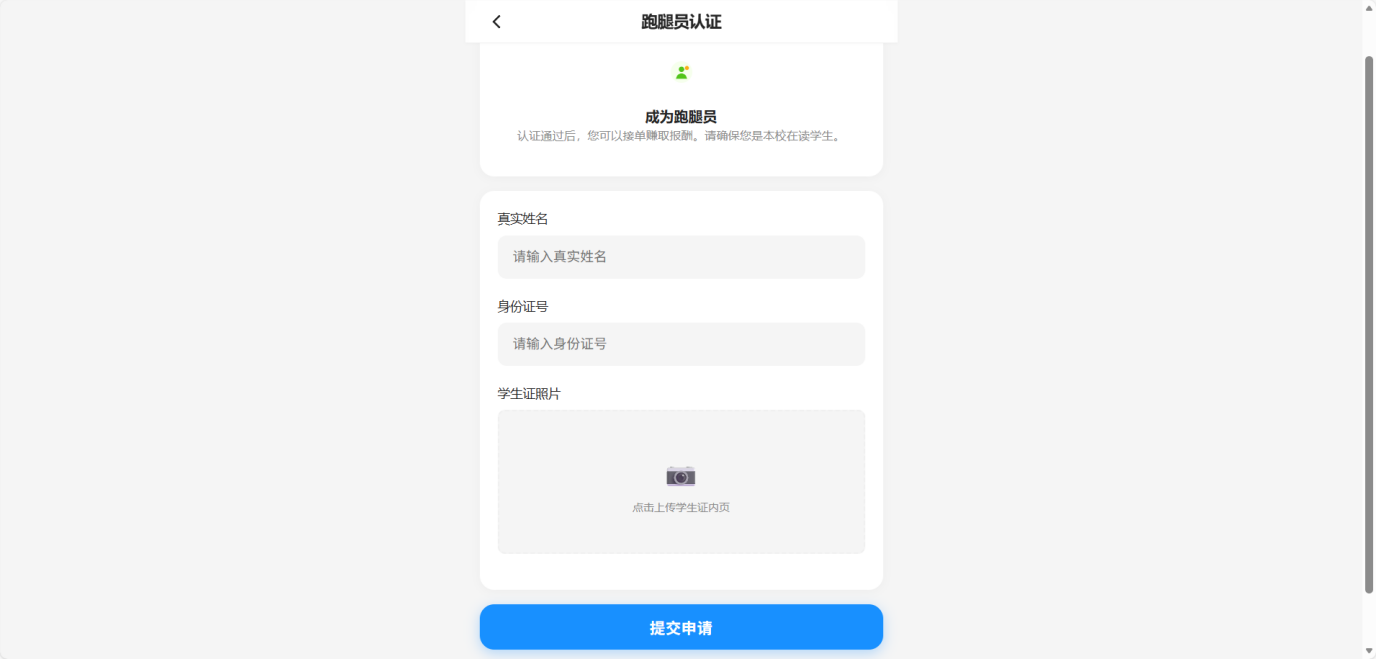 跑腿员认证
成为跑腿员
认证通过后，您可以接单赚取报酬。请确保您是本校在读学生。
真实姓名
请输入真实姓名
身份证号
请输入身份证号
学生证照片
点击上传学生证内页
提交申请